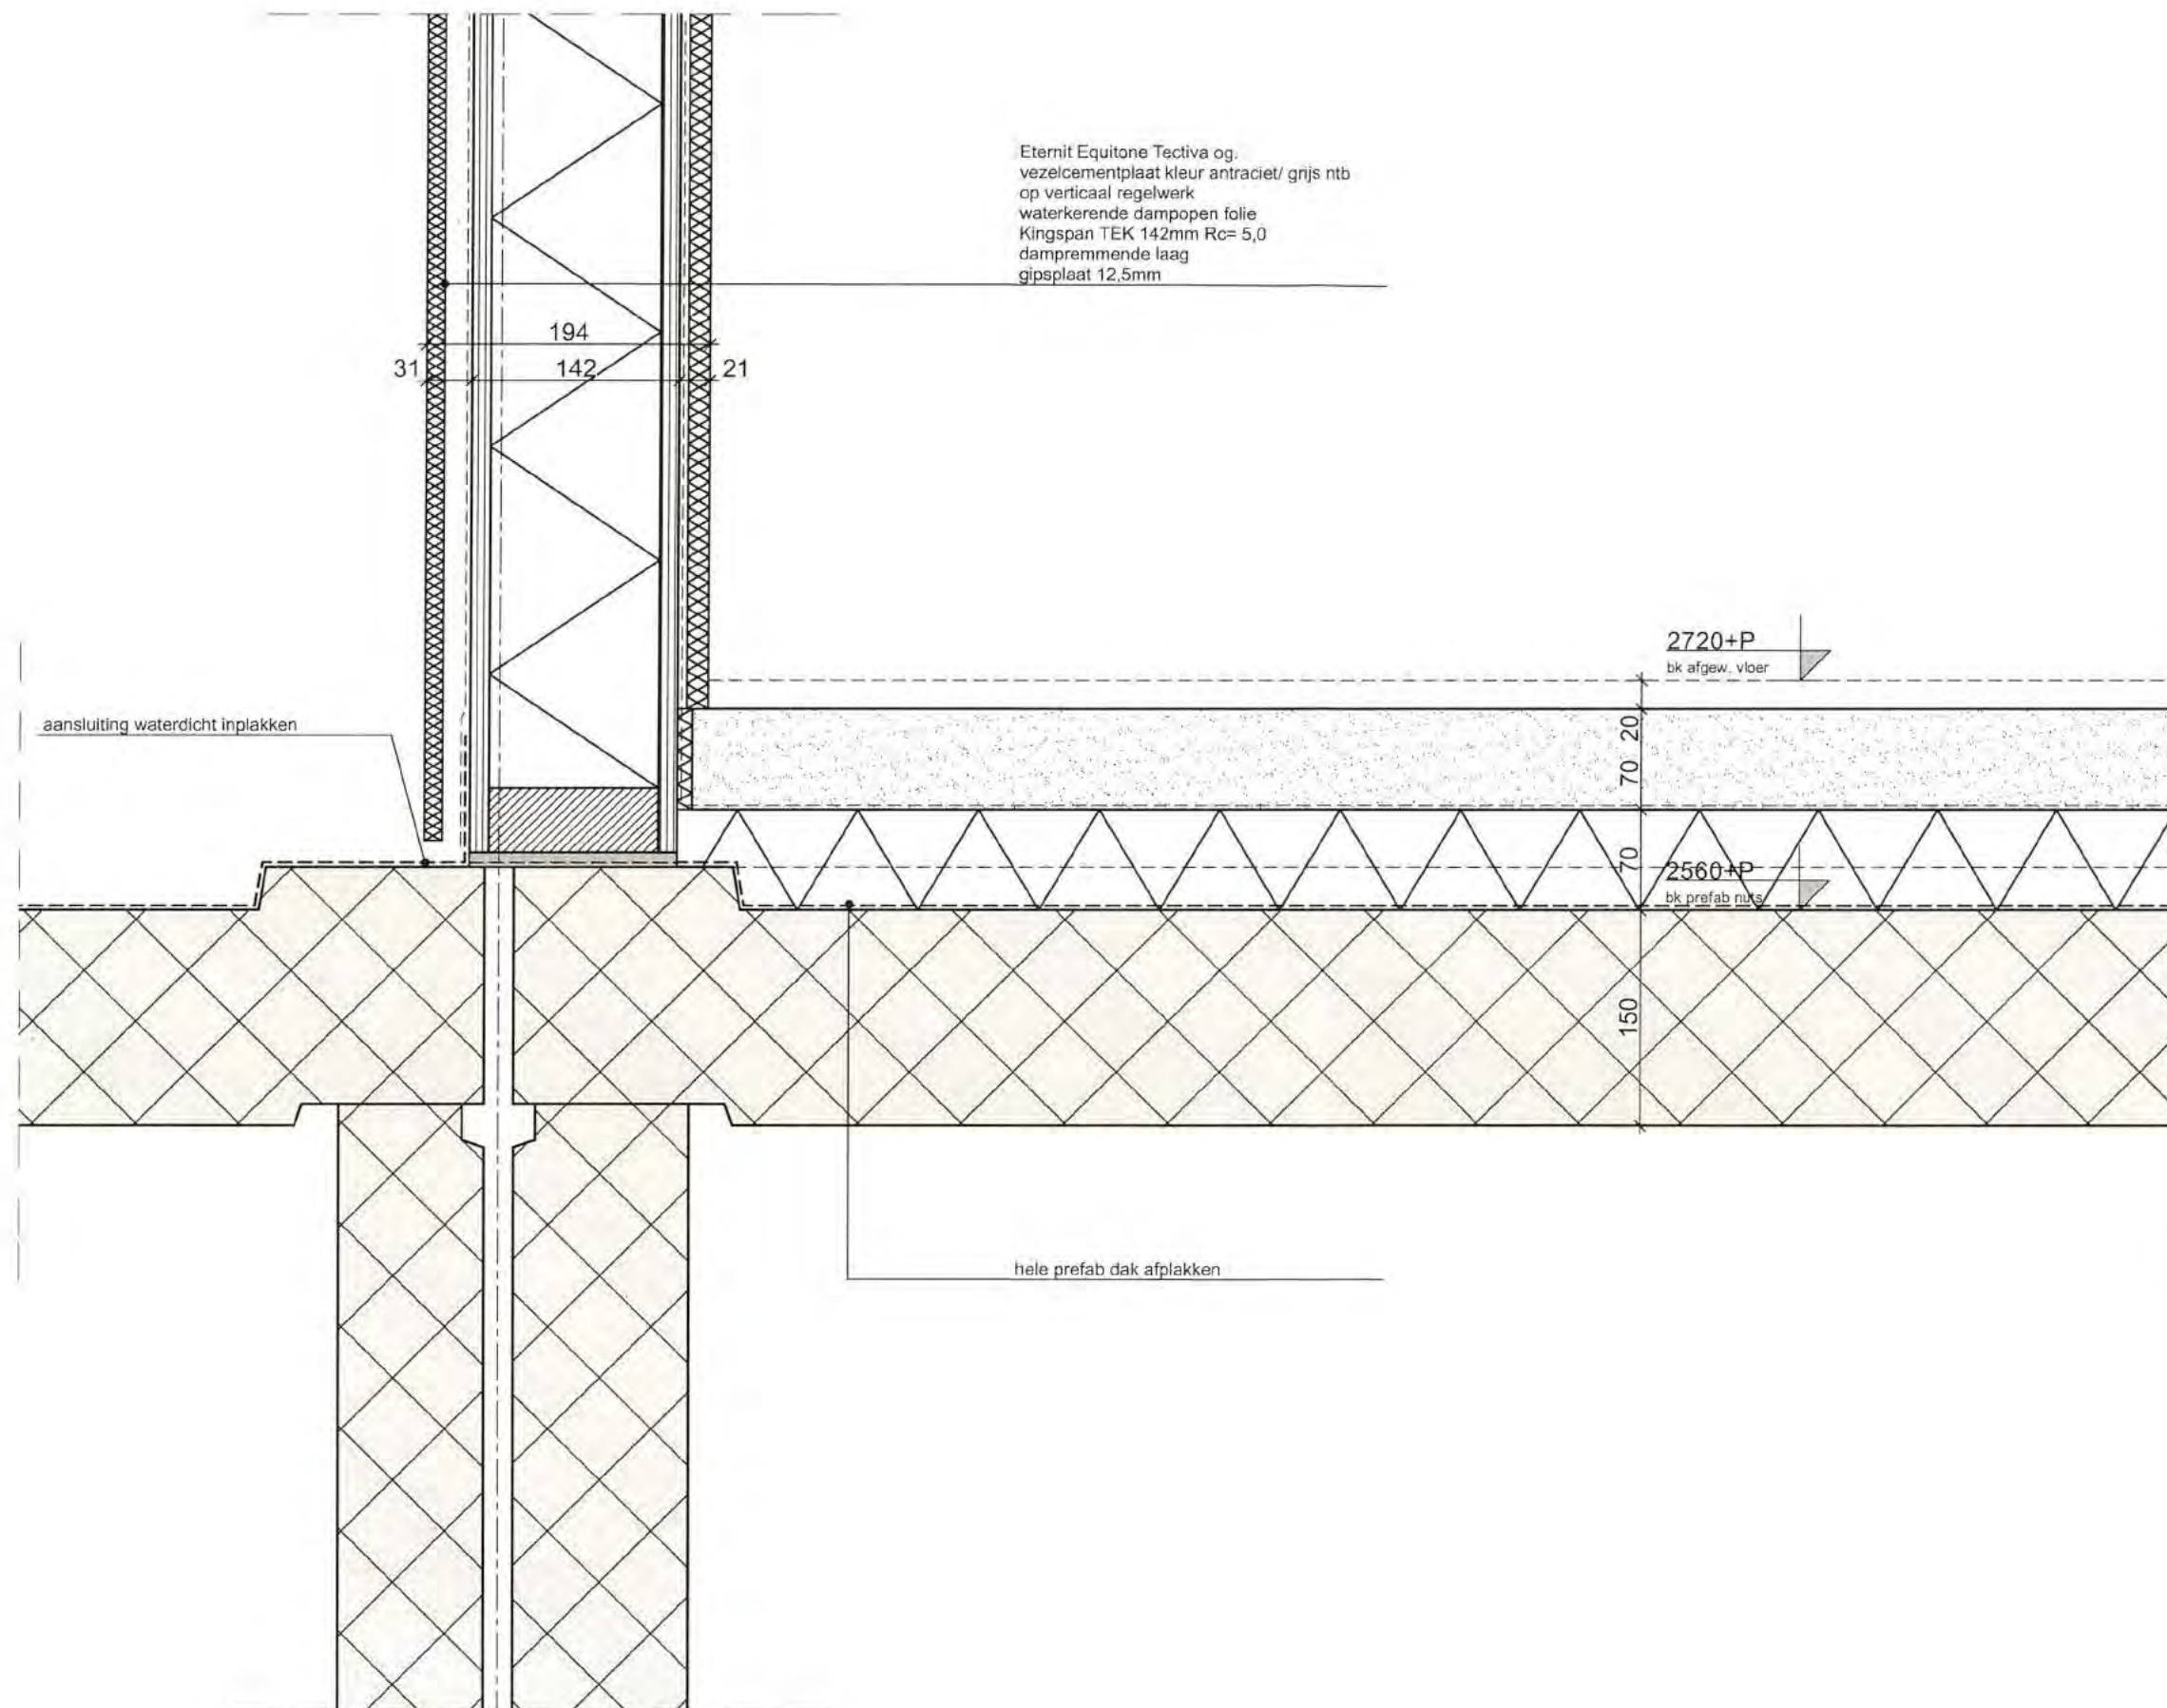 Eternit Equitone Tectiva og.
vezelcementplaat kleur antraciet/ grijs ntb
op verticaal regelwerk
waterkerende dampopen folie
Kingspan TEK 142mm Rc= 5,0
dampremmende laag
gipsplaat 12,5mm
194
31
142
21
2720+P
bk afgew. vloer
aansluiting waterdicht inplakken
20
70
70
2560+P
bk prefab nuts
150
hele prefab dak afplakken